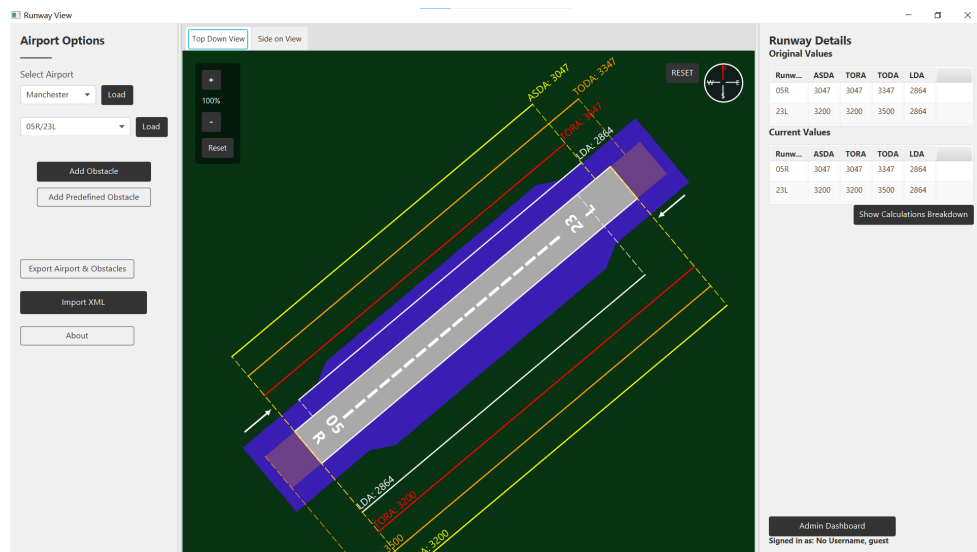 Runway View
Airport Options
Select Airport
Manchester
Load
05R/23L
Load
Add Obstacle
Add Predefined Obstacle
Export Airport & Obstacles
Import XML
About
Top Down View
Side on View
+
100%
-
Reset
RESET
N
W
E
S
ASDA: 3047
TODA: 3347
TORA: 3047
LDA: 2864
23
L
05
R
LDA: 2864
TORA: 3200
3500
3200
Runway Details
Original Values
Runw... ASDA TORA TODA LDA
05R 3047 3047 3347 2864
23L 3200 3200 3500 2864
Current Values
Runw... ASDA TORA TODA LDA
05R 3047 3047 3347 2864
23L 3200 3200 3500 2864
Show Calculations Breakdown
Admin Dashboard
Signed in as: No Username, guest